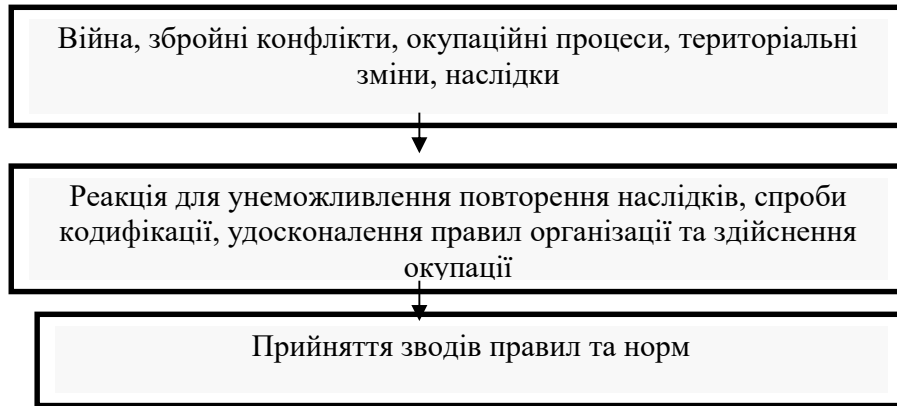 Війна, збройні конфлікти, окупаційні процеси, територіальні
зміни, наслідки
Реакція для унеможливлення повторення наслідків, спроби
кодифікації, удосконалення правил організації та здійснення
окупації
Прийняття зводів правил та норм